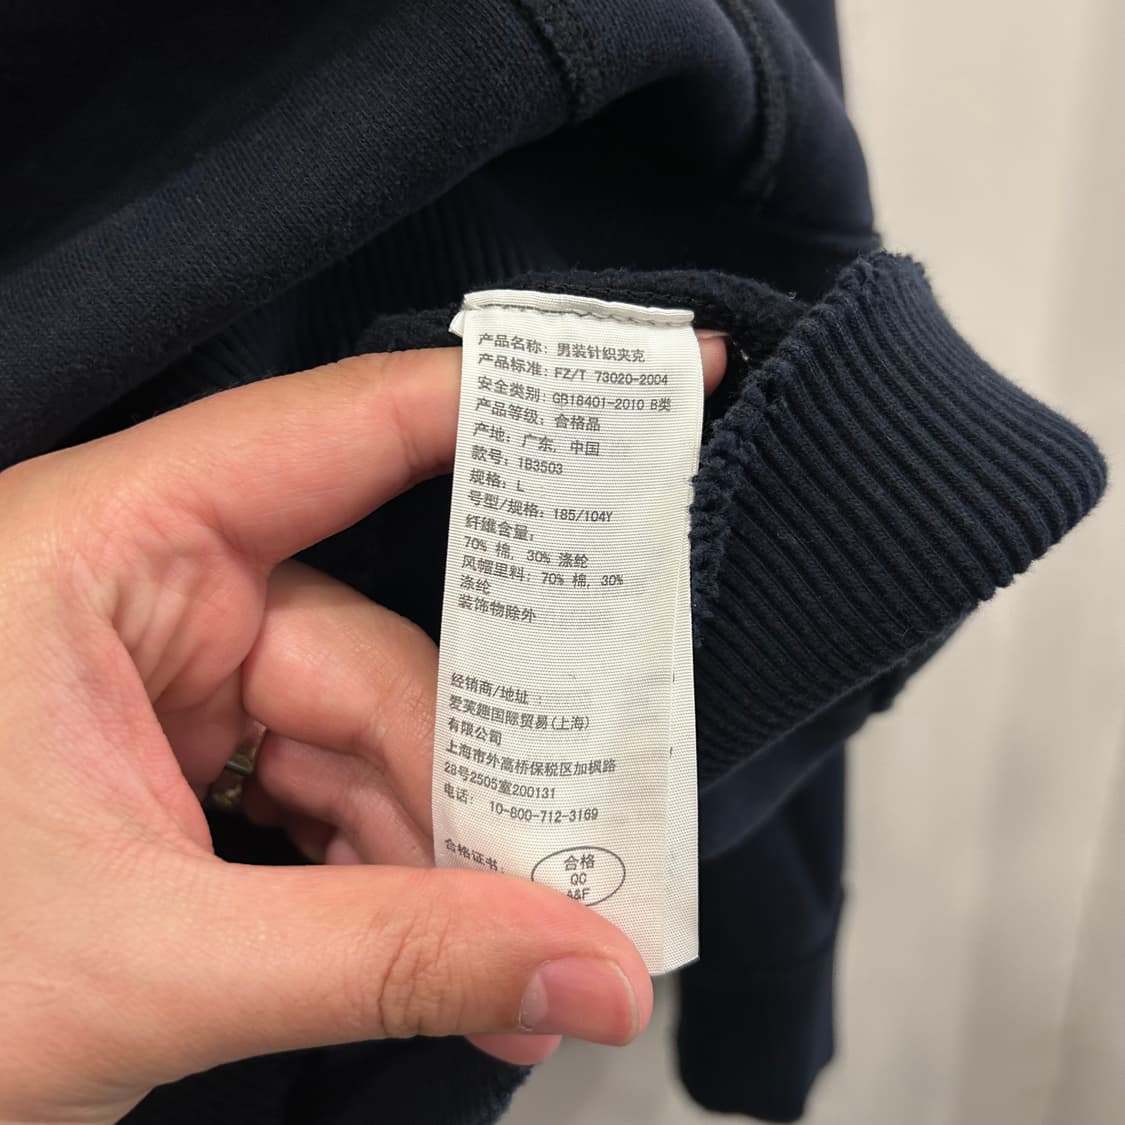 产品名称: 男装针织夹克
产品标准: FZ/T 73020-2004
安全类别: GB18401-2010 B类
产品等级: 合格品
产地: 广东, 中国
款号: 183503
规格: L
号型/规格: 185/104Y
纤维含量:
70% 棉, 30% 涤纶
风帽里料: 70% 棉, 30%
涤纶
装饰物除外
经销商/地址 :
爱芙趣国际贸易(上海)
有限公司
上海市外高桥保税区加枫路
28号2505室200131
电话: 10-800-712-3169
合格证书:
合格
QC
A&F